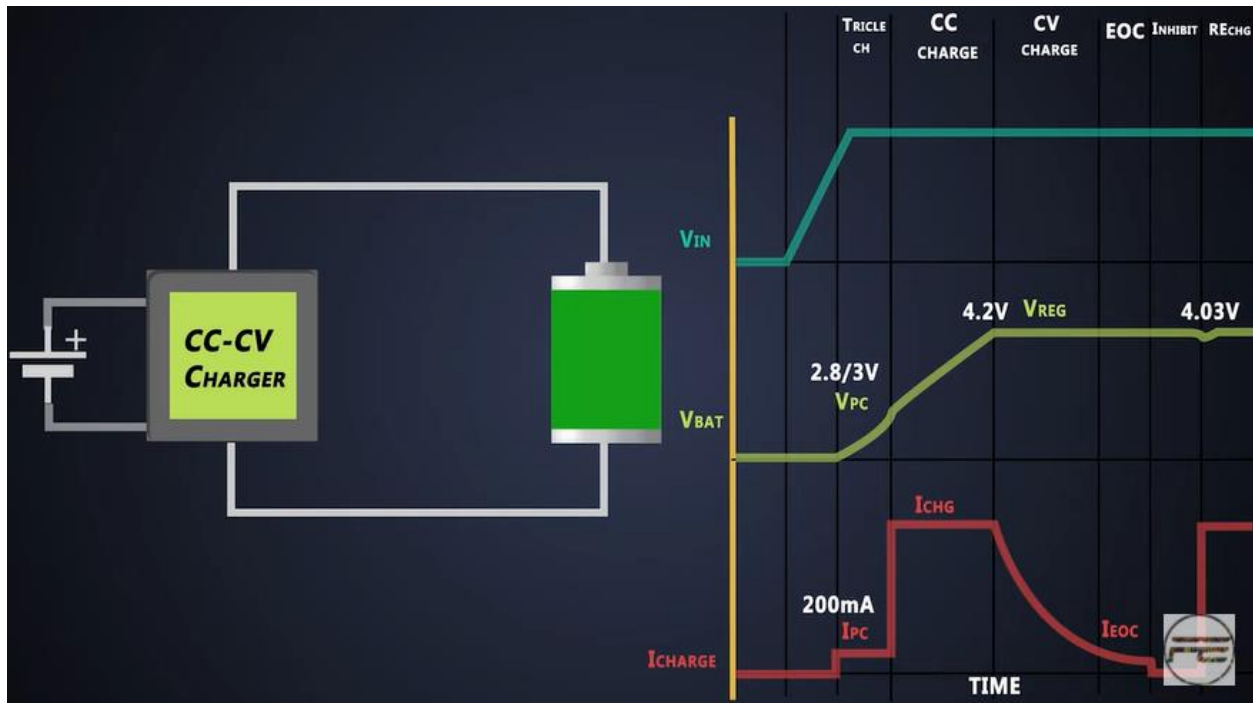 TRICLE
CH
CC
CHARGE
CV
CHARGE
EOC
INHIBIT
RECHG
VIN
4.2V
VREG
4.03V
CC-CV
CHARGER
+
2.8/3V
VPC
VBAT
ICHG
200mA
IPC
IEOC
ICHARGE
TIME